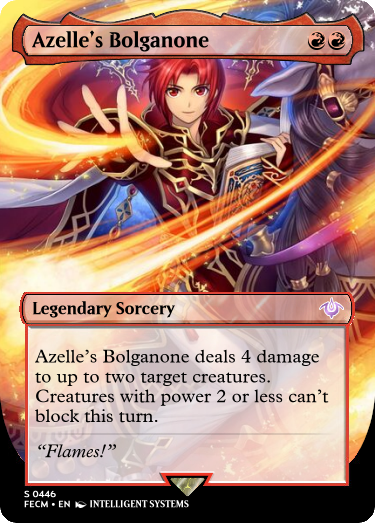 Azelle's Bolganone
Legendary Sorcery
Azelle's Bolganone deals 4 damage
to up to two target creatures.
Creatures with power 2 or less can't
block this turn.
“Flames!”
S 0446
FECM • EN INTELLIGENT SYSTEMS